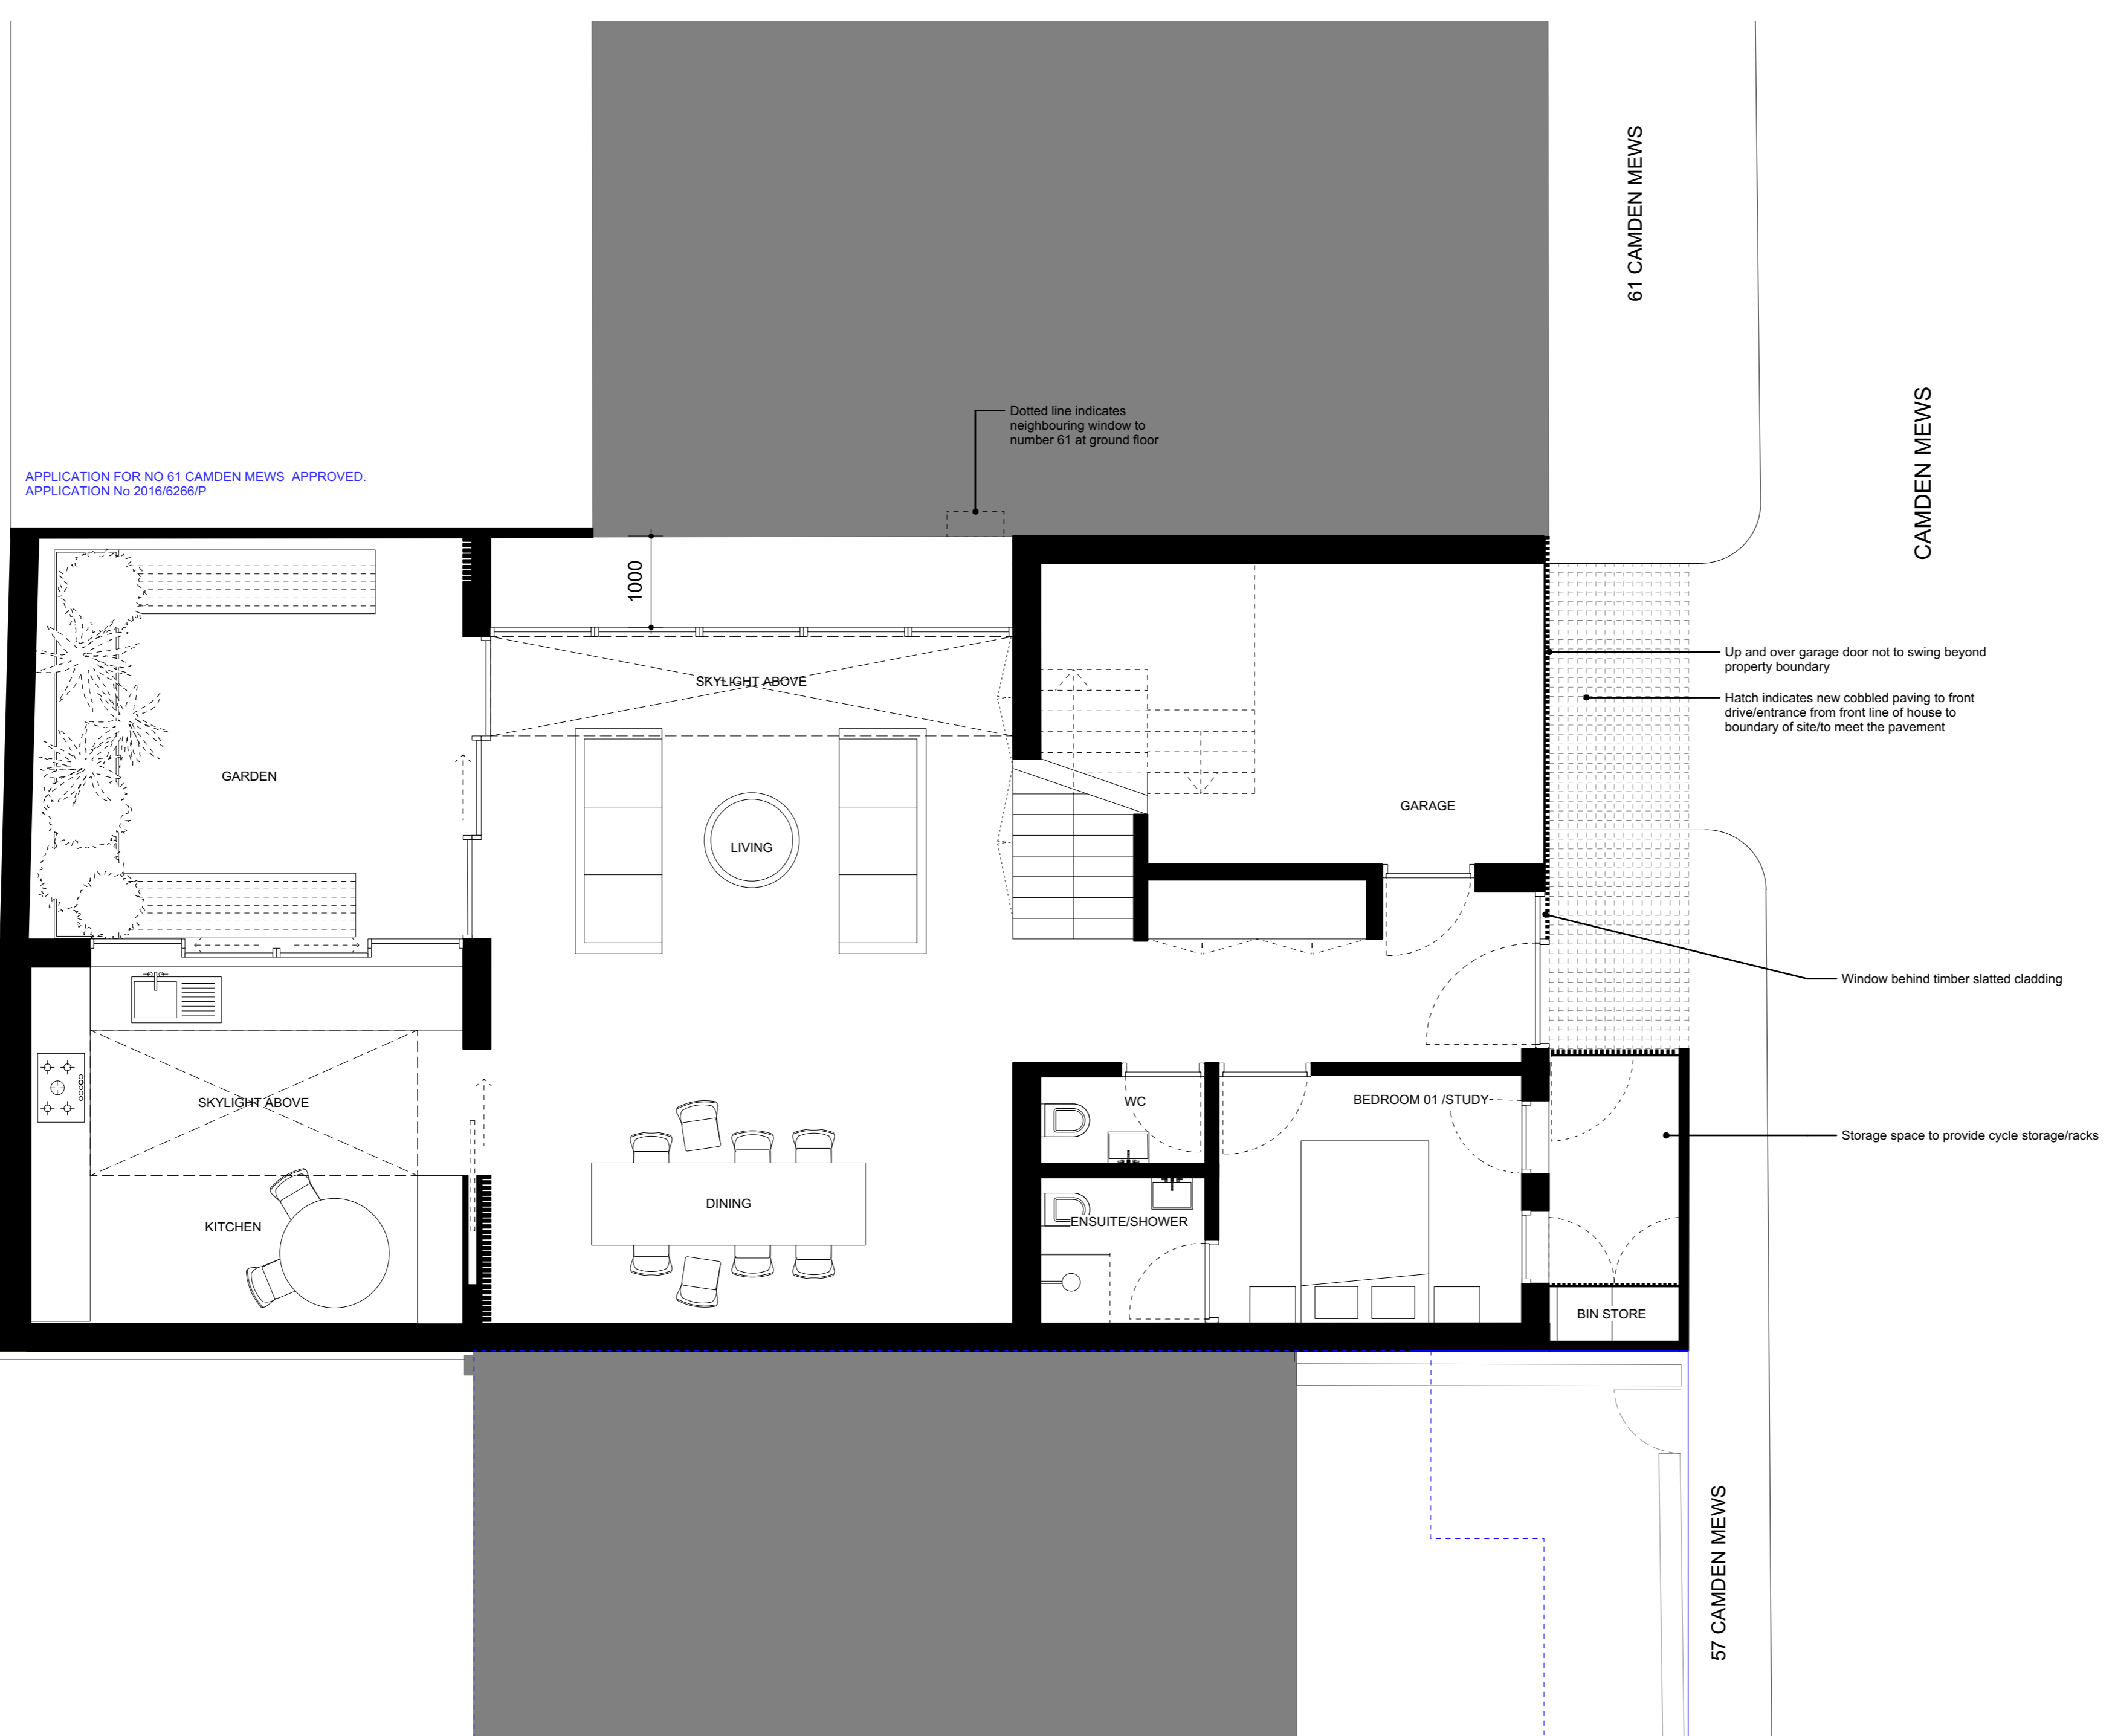 61 CAMDEN MEWS
CAMDEN MEWS
Dotted line indicates
neighbouring window to
number 61 at ground floor
APPLICATION FOR NO 61 CAMDEN MEWS  APPROVED.
APPLICATION No 2016/6266/P
1000
Up and over garage door not to swing beyond
property boundary
SKYLIGHT ABOVE
Hatch indicates new cobbled paving to front
drive/entrance from front line of house to
boundary of site/to meet the pavement
GARDEN
GARAGE
LIVING
Window behind timber slatted cladding
SKYLIGHT ABOVE
WC
BEDROOM 01 /STUDY
Storage space to provide cycle storage/racks
DINING
KITCHEN
ENSUITE/SHOWER
BIN STORE
57 CAMDEN MEWS